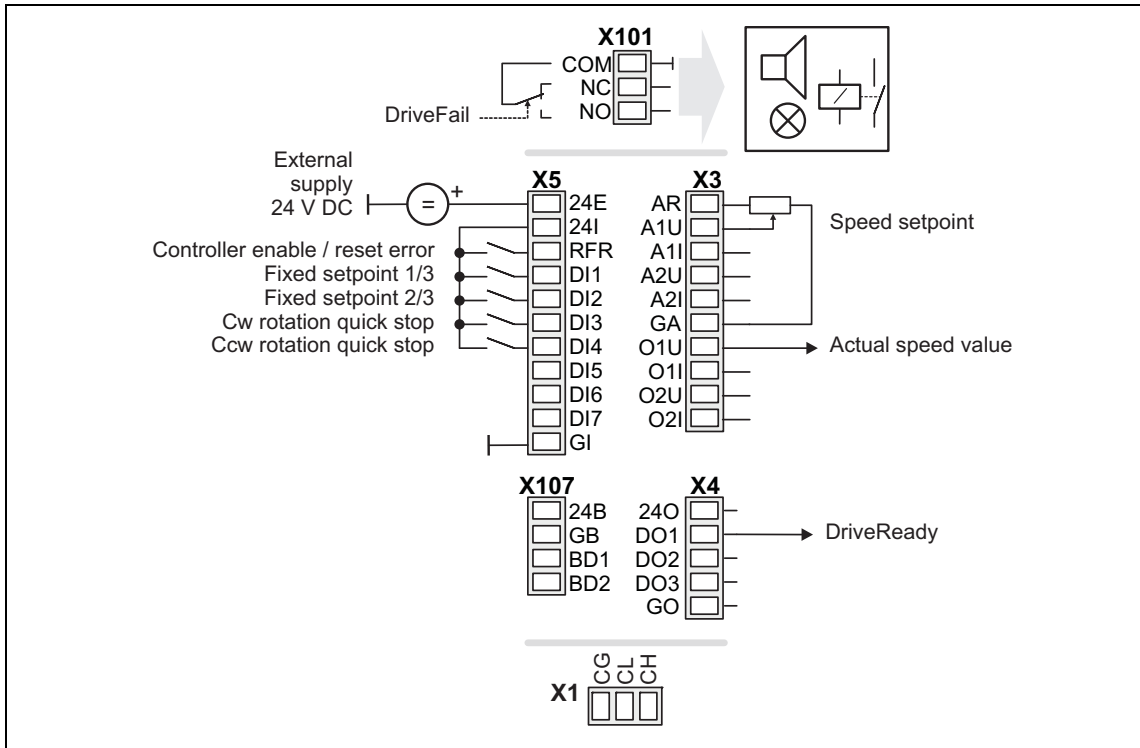 X101
COM
NC
NO
DriveFail
External
supply
24 V DC
=
+
X5
24E
24I
RFR
DI1
DI2
DI3
DI4
DI5
DI6
DI7
GI
Controller enable / reset error
Fixed setpoint 1/3
Fixed setpoint 2/3
Cw rotation quick stop
Ccw rotation quick stop
X3
AR
A1U
A1I
A2U
A2I
GA
O1U
O1I
O2U
O2I
Speed setpoint
Actual speed value
X107
24B
GB
BD1
BD2
X4
24O
DO1
DO2
DO3
GO
DriveReady
X1
CG
CL
CH